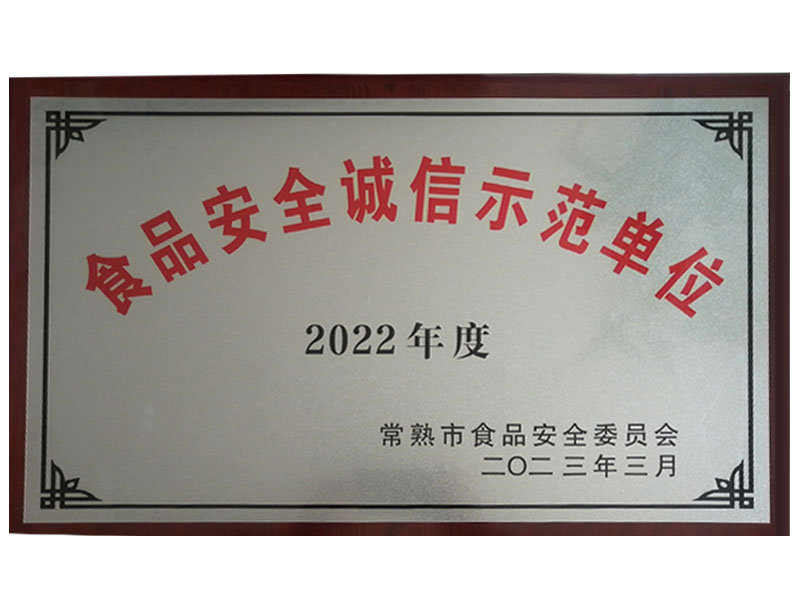 食品安全诚信示范单位
2022年度
常熟市食品安全委员会
二〇二三年三月